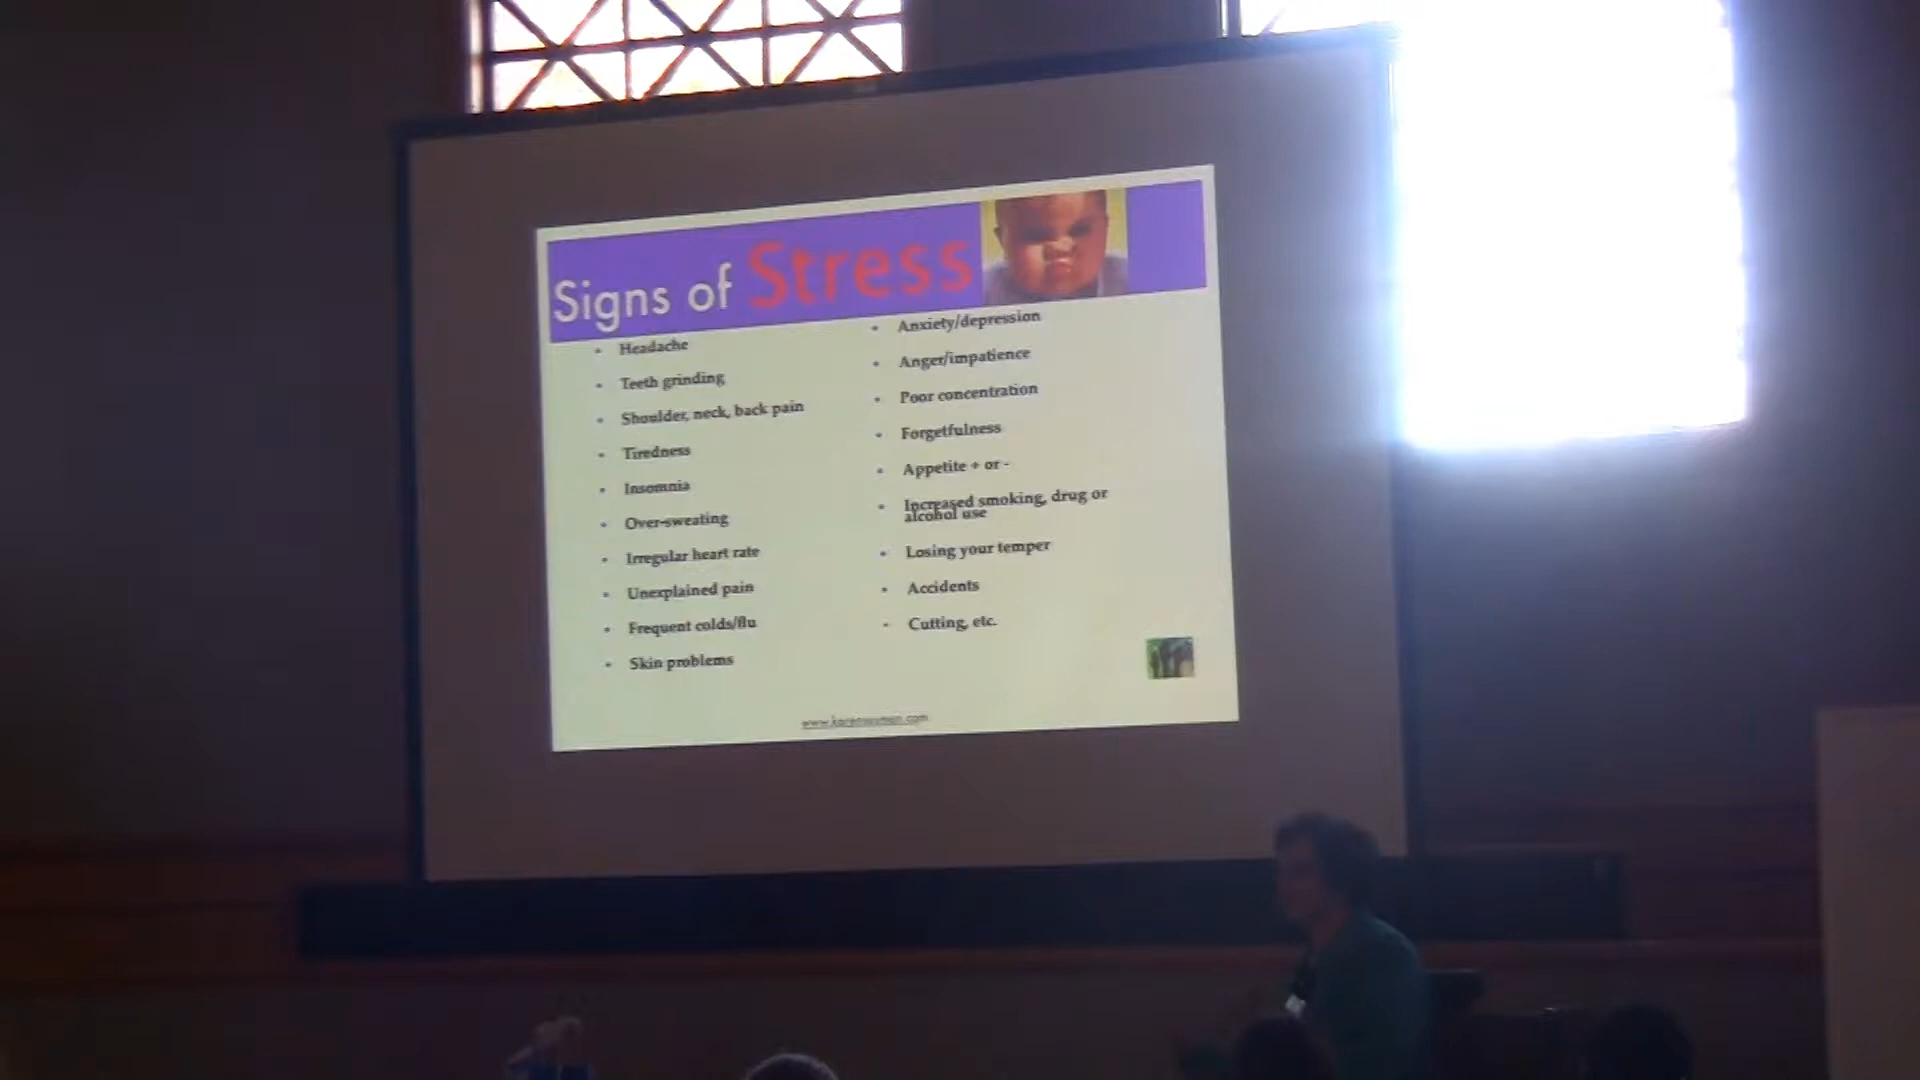 Signs of Stress
Headache
Teeth grinding
Shoulder, neck, back pain
Tiredness
Insomnia
Over-sweating
Irregular heart rate
Unexplained pain
Frequent colds/flu
Skin problems
Anxiety/depression
Anger/impatience
Poor concentration
Forgetfulness
Appetite + or -
Increased smoking, drug or
alcohol use
Losing your temper
Accidents
Cutting, etc.